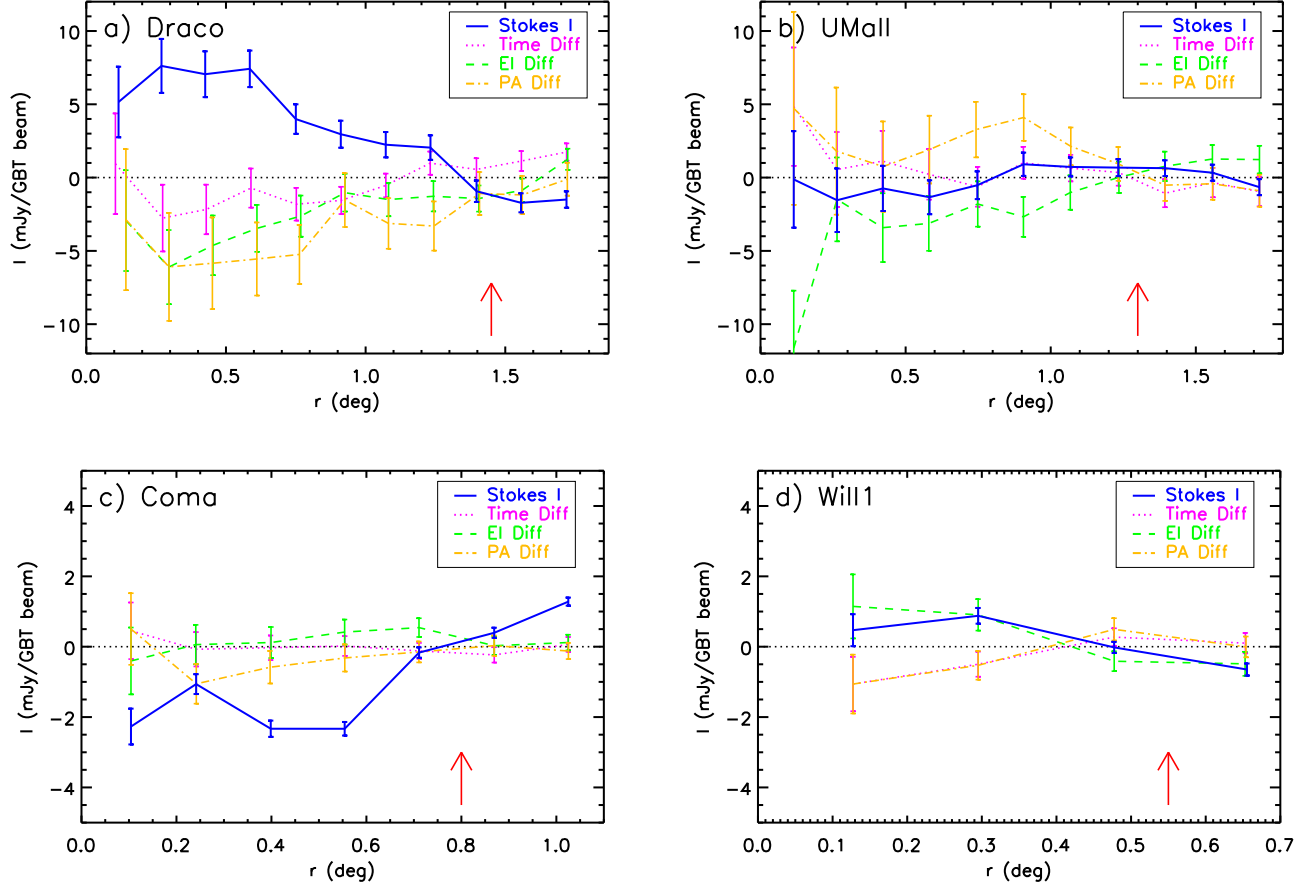 a) Draco
Stokes I
Time Diff
El Diff
PA Diff
10
5
0
−5
−10
I (mJy/GBT beam)
0.0 0.5 1.0 1.5
r (deg)
b) UMaII
Stokes I
Time Diff
El Diff
PA Diff
10
5
0
−5
−10
I (mJy/GBT beam)
0.0 0.5 1.0 1.5
r (deg)
c) Coma
Stokes I
Time Diff
El Diff
PA Diff
4
2
0
−2
−4
I (mJy/GBT beam)
0.0 0.2 0.4 0.6 0.8 1.0
r (deg)
d) Will1
Stokes I
Time Diff
El Diff
PA Diff
4
2
0
−2
−4
I (mJy/GBT beam)
0.0 0.1 0.2 0.3 0.4 0.5 0.6 0.7
r (deg)